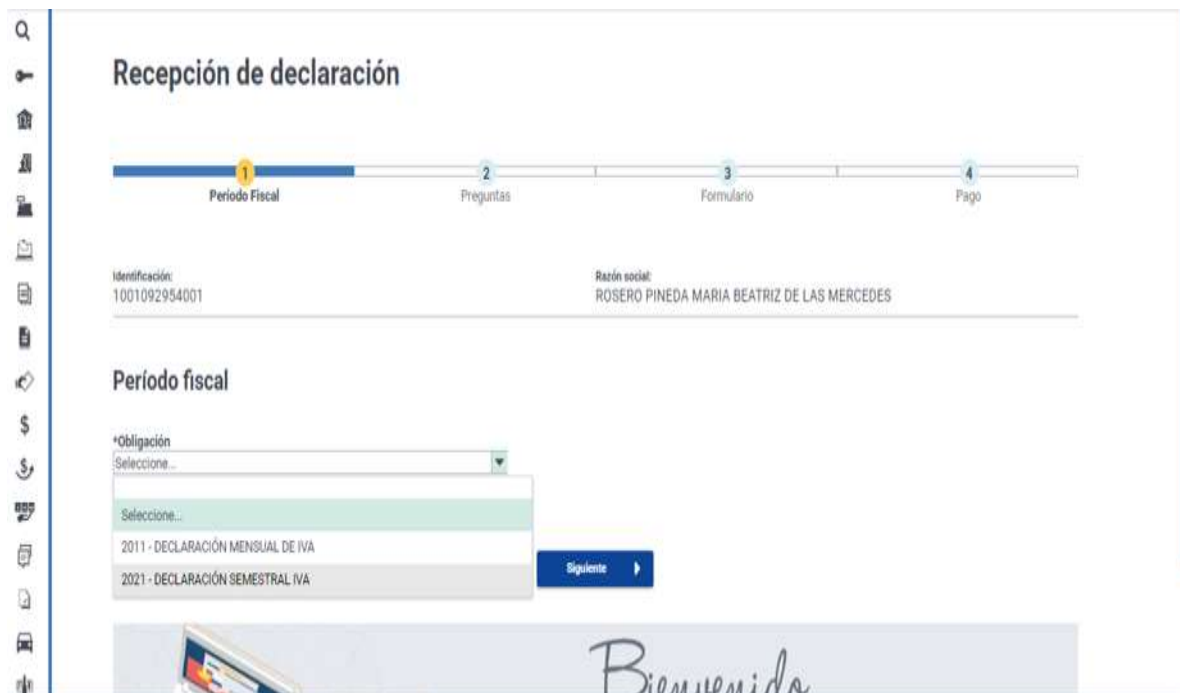 Recepción de declaración
1
2
3
4
Período Fiscal
Preguntas
Formulario
Pago
Identificación:
1001092954001
Razón social:
ROSERO PINEDA MARIA BEATRIZ DE LAS MERCEDES
Período fiscal
*Obligación
Seleccione...
Seleccione...
2011 - DECLARACIÓN MENSUAL DE IVA
2021 - DECLARACIÓN SEMESTRAL IVA
Siguiente
Bienvenido